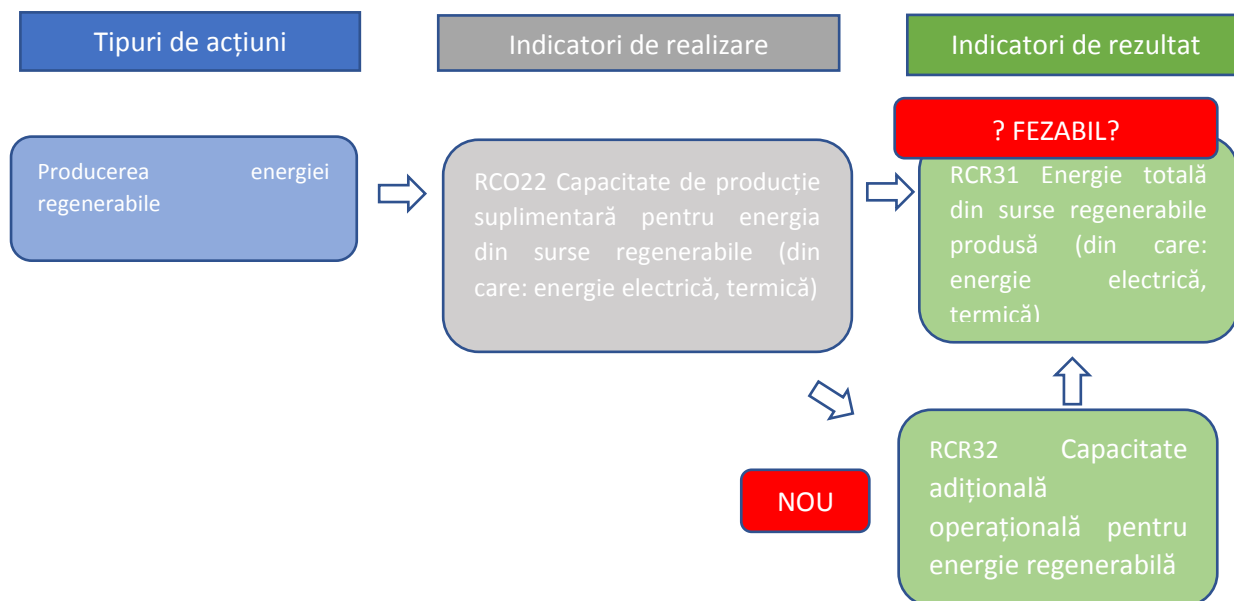 Tipuri de acțiuni
Indicatori de realizare
Indicatori de rezultat
Producerea energiei
regenerabile
RCO22 Capacitate de producție
suplimentară pentru energia
din surse regenerabile (din
care: energie electrică, termică)
? FEZABIL?
RCR31 Energie totală
din surse regenerabile
produsă (din care:
energie electrică,
termică)
NOU
RCR32 Capacitate
adițională
operațională pentru
energie regenerabilă